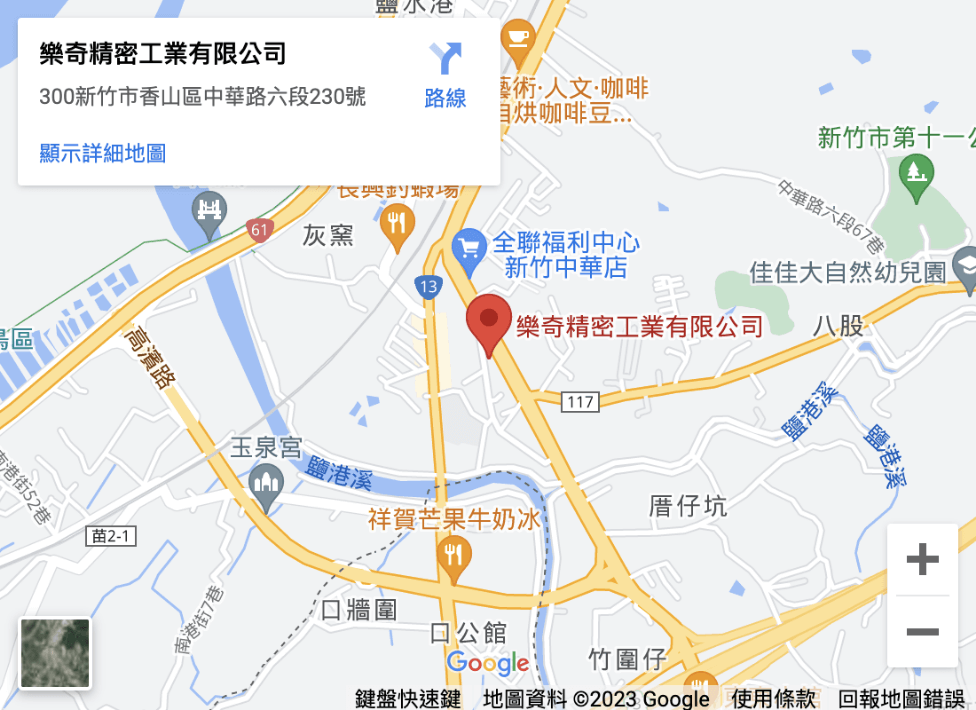 鹽水港
樂奇精密工業有限公司
300新竹市香山區中華路六段230號
路線
顯示詳細地圖
藝術·人文·咖啡
自烘咖啡豆...
新竹市第十一公
長興釣蝦場
中華路六段67巷
61
灰窯
全聯福利中心
新竹中華店
佳佳大自然幼兒園
13
樂奇精密工業有限公司
八股
鳥區
高濱路
117
鹽港溪
玉泉宮
鹽港溪
鹽港溪
南港街52巷
祥賀芒果牛奶冰
厝仔坑
苗2-1
南港街7巷
口牆圍
口公館
竹圍仔
Google
鍵盤快速鍵
地圖資料 ©2023 Google
使用條款
回報地圖錯誤